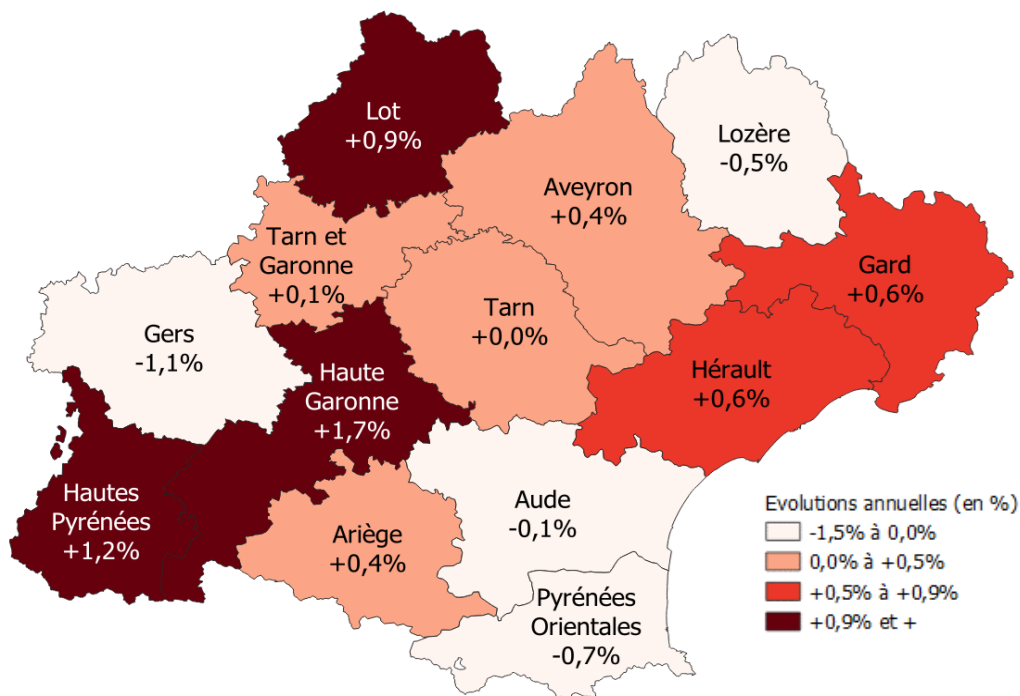 Lot
+0,9%
Lozère
-0,5%
Aveyron
+0,4%
Tarn et
Garonne
+0,1%
Gard
+0,6%
Tarn
+0,0%
Gers
-1,1%
Haute
Garonne
+1,7%
Hérault
+0,6%
Hautes
Pyrénées
+1,2%
Aude
-0,1%
Ariège
+0,4%
Pyrénées
Orientales
-0,7%
Evolutions annuelles (en %)
-1,5% à 0,0%
0,0% à +0,5%
+0,5% à +0,9%
+0,9% et +